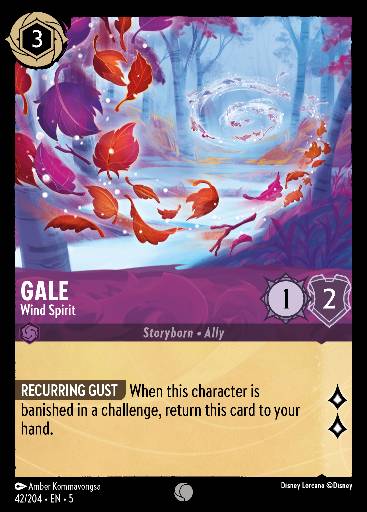 3
GALE
Wind Spirit
1
2
Storyborn • Ally
RECURRING GUST When this character is
banished in a challenge, return this card to your
hand.
Amber Kommavongsa
42/204 • EN • 5
Disney Lorcana ©Disney